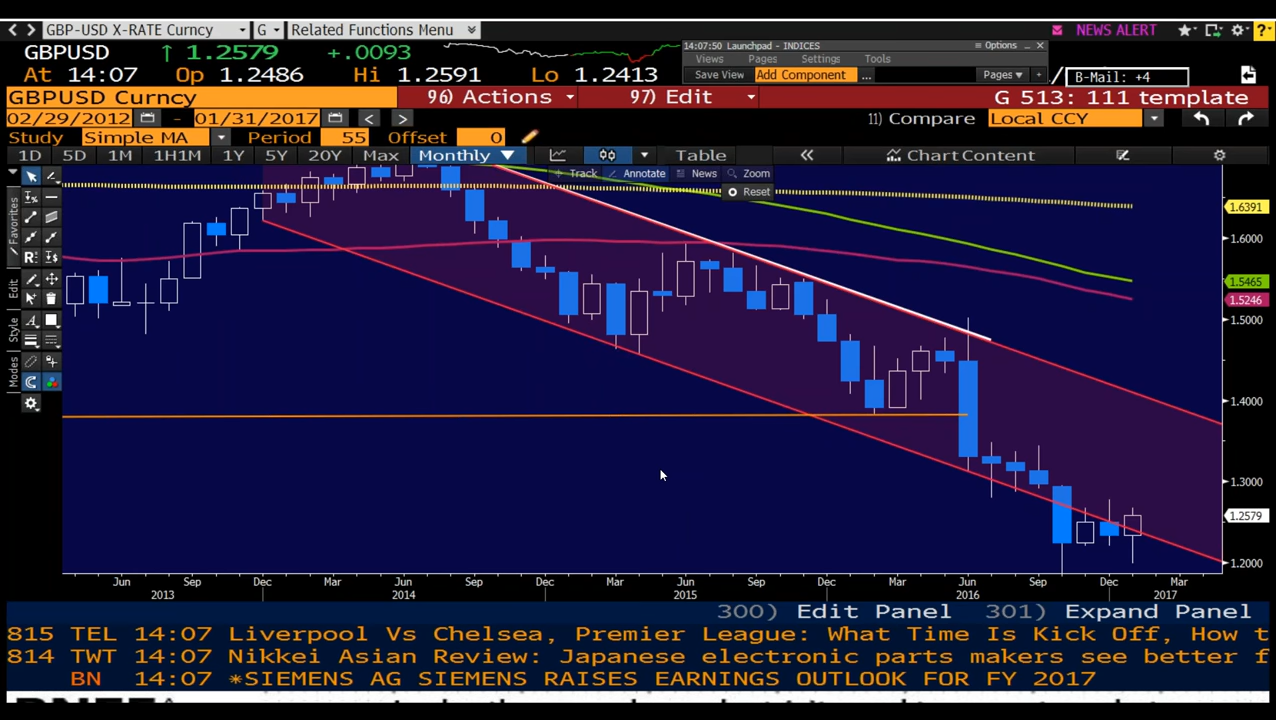 GBP-USD X-RATE Curncy G Related Functions Menu NEWS ALERT
GBPUSD ↑ 1.2579 +.0093
14:07:50 Launchpad - INDICES Options
Views Pages Settings Tools
Save View Add Component ... Pages
At 14:07 Op 1.2486 Hi 1.2591 Lo 1.2413
B-Mail: +4
GBPUSD Curncy 96) Actions 97) Edit G 513: 111 template
02/29/2012 - 01/31/2017 11) Compare Local CCY
Study Simple MA Period 55 Offset 0
1D 5D 1M 1H1M 1Y 5Y 20Y Max Monthly Table Chart Content
Track Annotate News Zoom
Reset
Favorites
Edit
Style
Modes
1.6391
1.6000
1.5465
1.5246
1.5000
1.4000
1.3000
1.2579
1.2000
Jun Sep Dec Mar Jun Sep Dec Mar Jun Sep Dec Mar Jun Sep Dec Mar
2013 2014 2015 2016 2017
300) Edit Panel 301) Expand Panel
815 TEL 14:07 Liverpool Vs Chelsea, Premier League: What Time Is Kick Off, How t
814 TWT 14:07 Nikkei Asian Review: Japanese electronic parts makers see better f
BN 14:07 *SIEMENS AG SIEMENS RAISES EARNINGS OUTLOOK FOR FY 2017